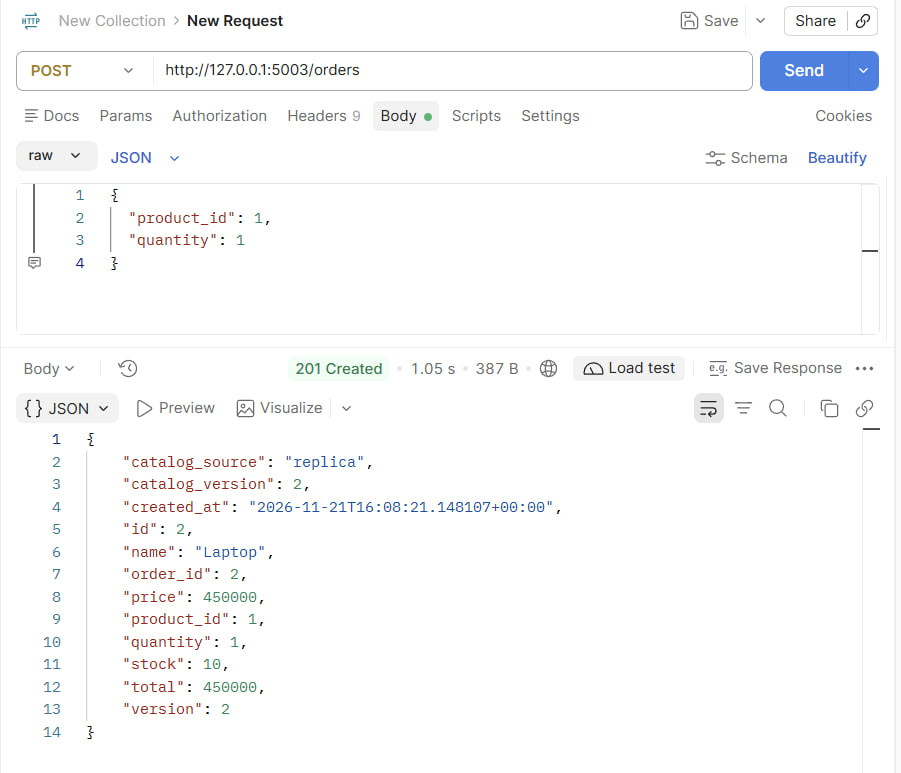 HTTP New Collection > New Request Save Share
POST http://127.0.0.1:5003/orders Send
Docs Params Authorization Headers 9 Body Scripts Settings Cookies
raw JSON Schema Beautify
1 {
2 "product_id": 1,
3 "quantity": 1
4 }
Body 201 Created • 1.05 s • 387 B • Load test e.g. Save Response
{} JSON Preview Visualize
1 {
2 "catalog_source": "replica",
3 "catalog_version": 2,
4 "created_at": "2026-11-21T16:08:21.148107+00:00",
5 "id": 2,
6 "name": "Laptop",
7 "order_id": 2,
8 "price": 450000,
9 "product_id": 1,
10 "quantity": 1,
11 "stock": 10,
12 "total": 450000,
13 "version": 2
14 }